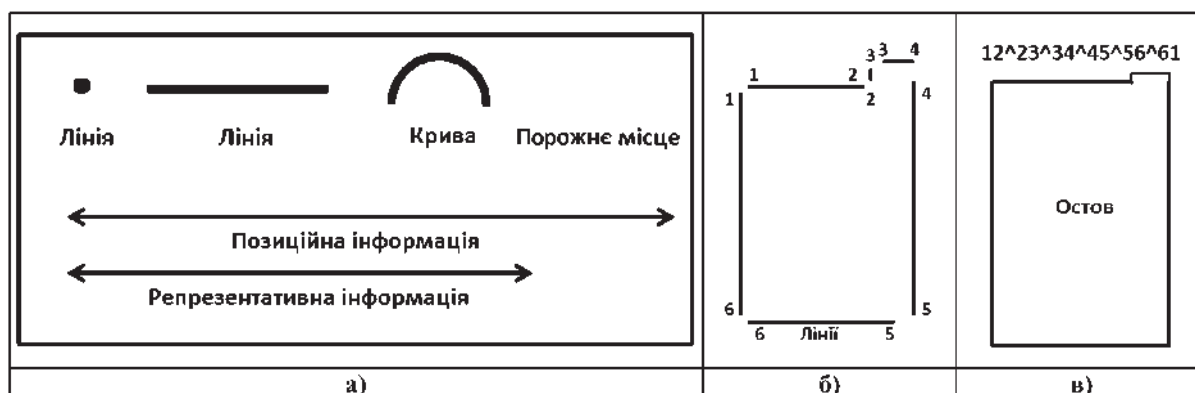 Лінія Лінія Крива Порожнє місце
Позиційна інформація
Репрезентативна інформація
а)
3 3 4
1 2
1 2 4
6 5
6 Лінії 5
б)
12^23^34^45^56^61
Остов
в)